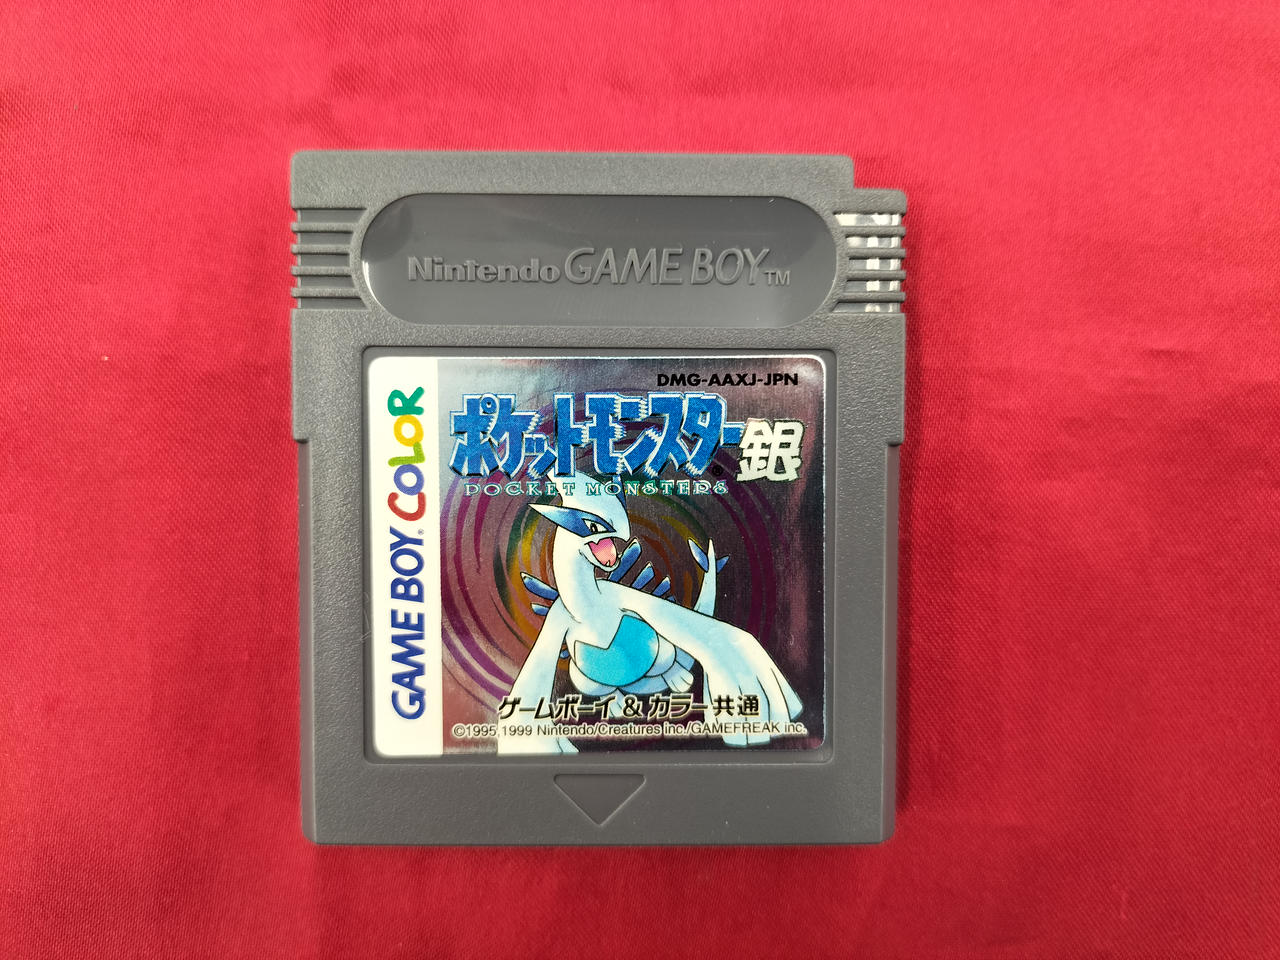 Nintendo GAME BOY TM
DMG-AAXJ-JPN
ポケットモンスター銀
POCKET MONSTERS
GAME BOY COLOR
ゲームボーイ & カラー 共通
©1995,1999 Nintendo/Creatures inc./GAMEFREAK inc.